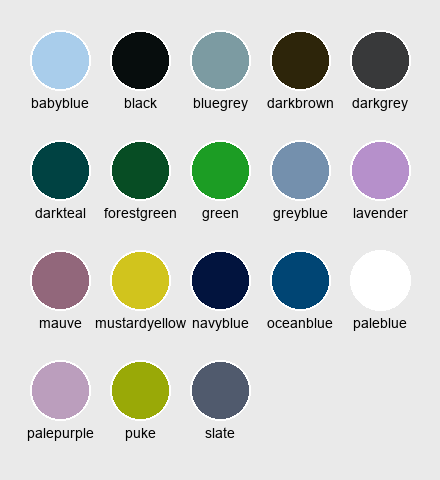 babyblue black bluegrey darkbrown darkgrey
darkteal forestgreen green greyblue lavender
mauve mustardyellow navyblue oceanblue paleblue
palepurple puke slate